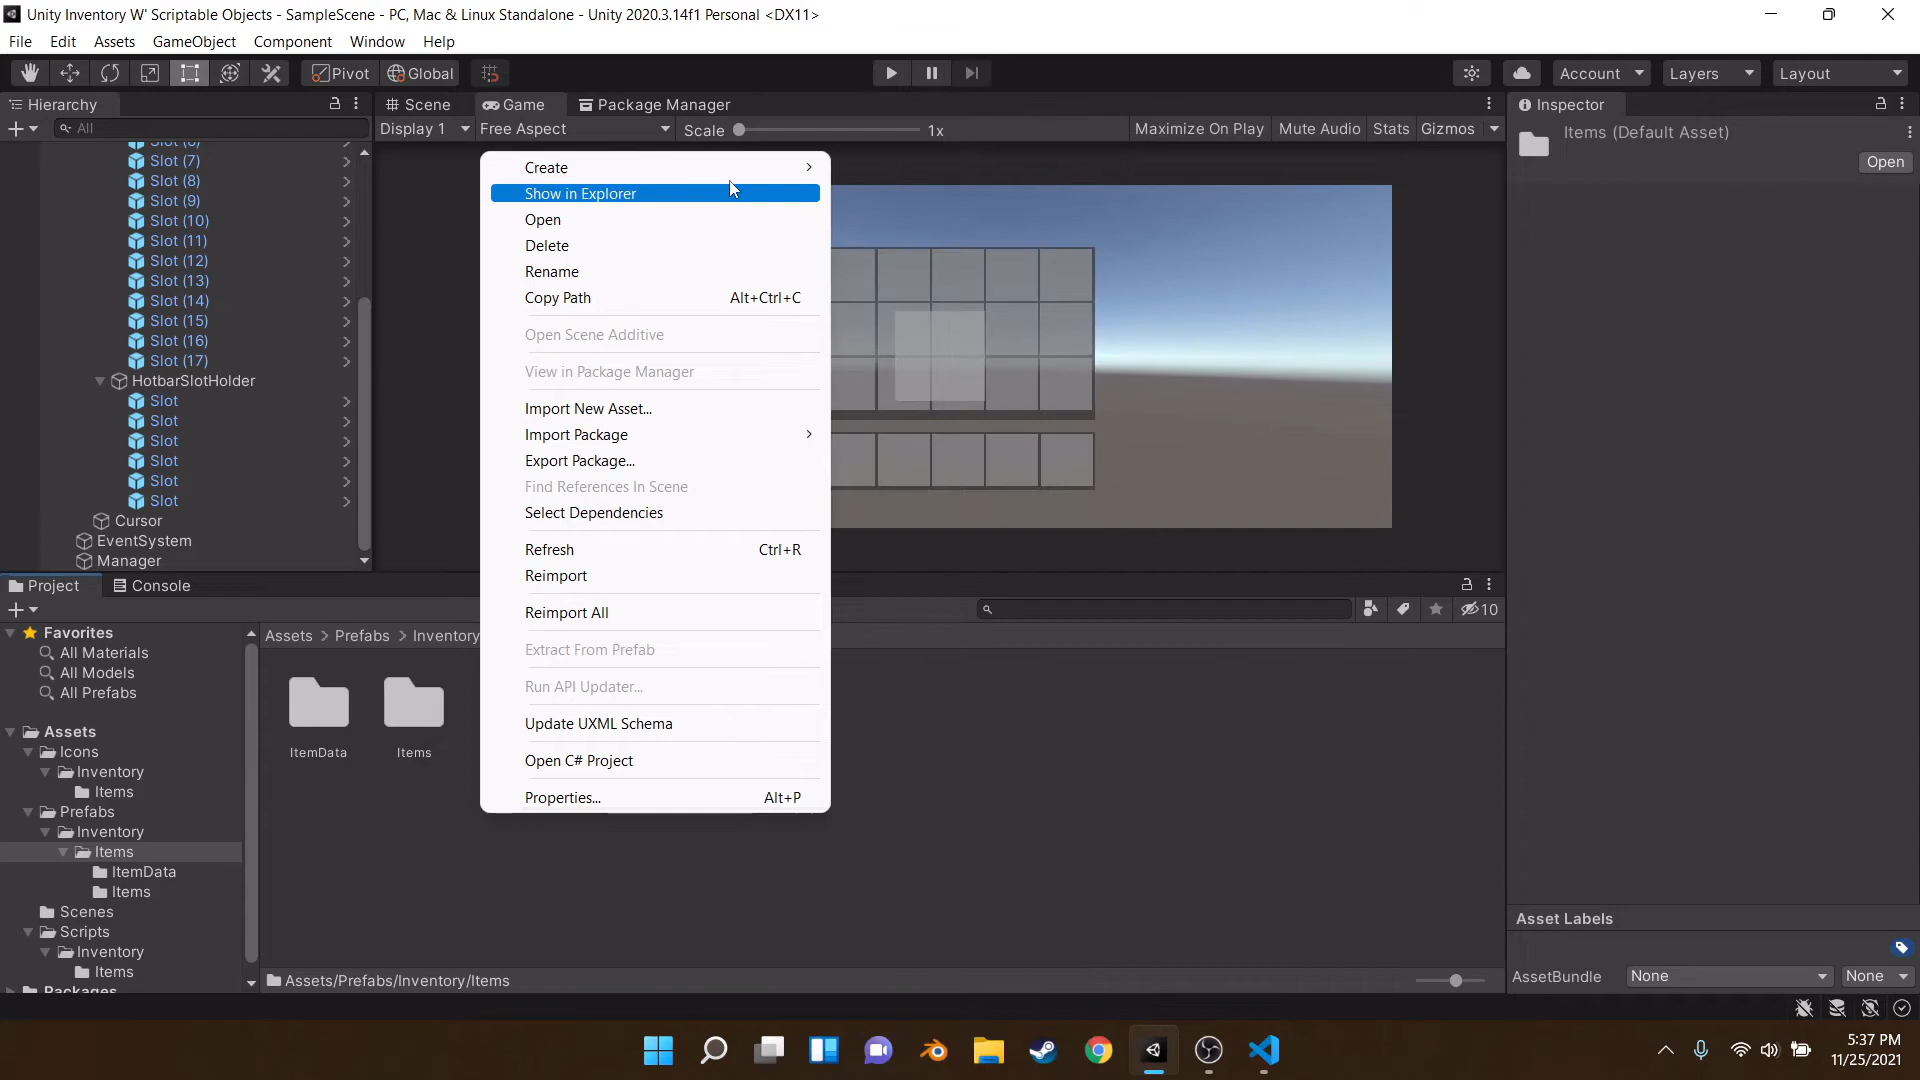 Unity Inventory W' Scriptable Objects - SampleScene - PC, Mac & Linux Standalone - Unity 2020.3.14f1 Personal <DX11>
File Edit Assets GameObject Component Window Help
Pivot Global Account Layers Layout
Hierarchy
All
Slot (6)
Slot (7)
Slot (8)
Slot (9)
Slot (10)
Slot (11)
Slot (12)
Slot (13)
Slot (14)
Slot (15)
Slot (16)
Slot (17)
HotbarSlotHolder
Slot
Slot
Slot
Slot
Slot
Slot
Cursor
EventSystem
Manager
Scene Game Package Manager
Display 1 Free Aspect Scale 1x Maximize On Play Mute Audio Stats Gizmos
Create
Show in Explorer
Open
Delete
Rename
Copy Path Alt+Ctrl+C
Open Scene Additive
View in Package Manager
Import New Asset...
Import Package
Export Package...
Find References In Scene
Select Dependencies
Refresh Ctrl+R
Reimport
Reimport All
Extract From Prefab
Run API Updater...
Update UXML Schema
Open C# Project
Properties... Alt+P
Inspector
Items (Default Asset)
Open
Asset Labels
AssetBundle None None
Project Console
10
Favorites
All Materials
All Models
All Prefabs
Assets
Icons
Inventory
Items
Prefabs
Inventory
Items
ItemData
Items
Scenes
Scripts
Inventory
Items
Packages
Assets > Prefabs > Inventory
ItemData Items
Assets/Prefabs/Inventory/Items
5:37 PM
11/25/2021